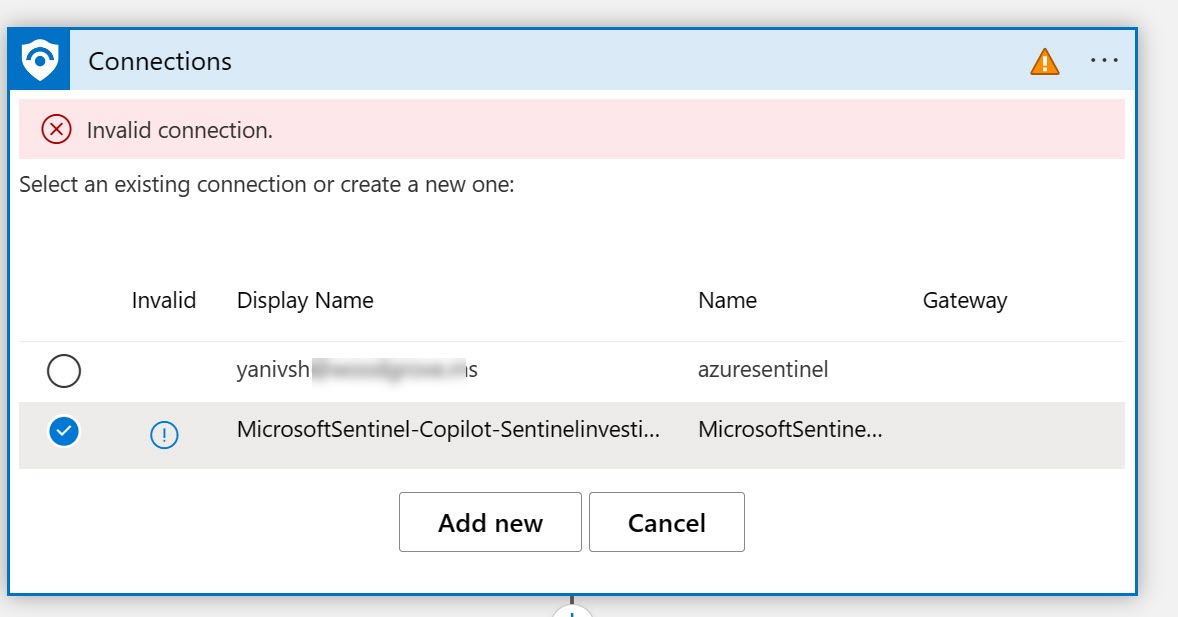 Connections
Invalid connection.
Select an existing connection or create a new one:
Invalid Display Name Name Gateway
yanivsh azuresentinel
MicrosoftSentinel-Copilot-Sentinelinvesti... MicrosoftSentine...
Add new Cancel